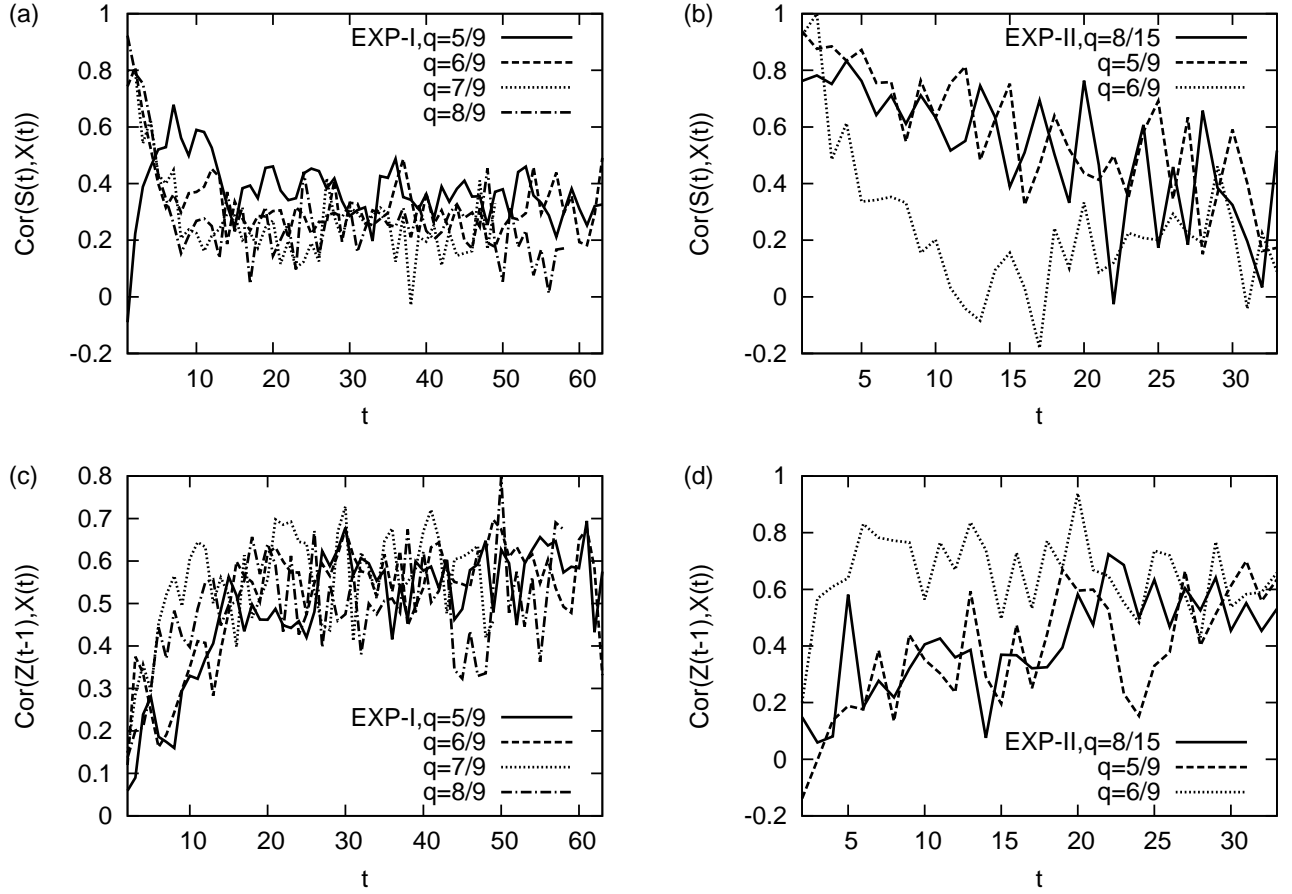 (a)
Cor(S(t),X(t))
1
0.8
0.6
0.4
0.2
0
-0.2
10
20
30
40
50
60
t
EXP-I,q=5/9
q=6/9
q=7/9
q=8/9
(b)
Cor(S(t),X(t))
1
0.8
0.6
0.4
0.2
0
-0.2
5
10
15
20
25
30
t
EXP-II,q=8/15
q=5/9
q=6/9
(c)
Cor(Z(t-1),X(t))
0.8
0.7
0.6
0.5
0.4
0.3
0.2
0.1
0
10
20
30
40
50
60
t
EXP-I,q=5/9
q=6/9
q=7/9
q=8/9
(d)
Cor(Z(t-1),X(t))
1
0.8
0.6
0.4
0.2
0
-0.2
5
10
15
20
25
30
t
EXP-II,q=8/15
q=5/9
q=6/9